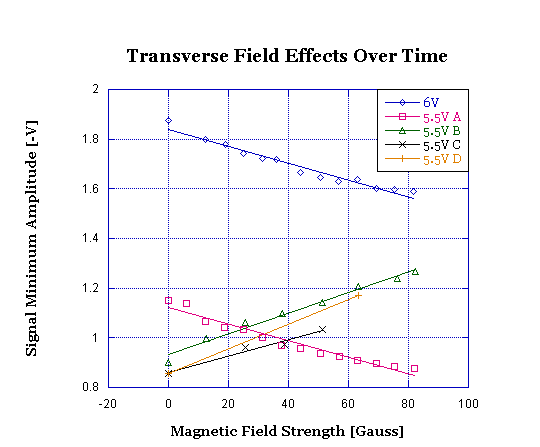 Transverse Field Effects Over Time
Signal Minimum Amplitude [-V]
2
1.8
1.6
1.4
1.2
1
0.8
6V
5.5V A
5.5V B
5.5V C
5.5V D
-20 0 20 40 60 80 100
Magnetic Field Strength [Gauss]